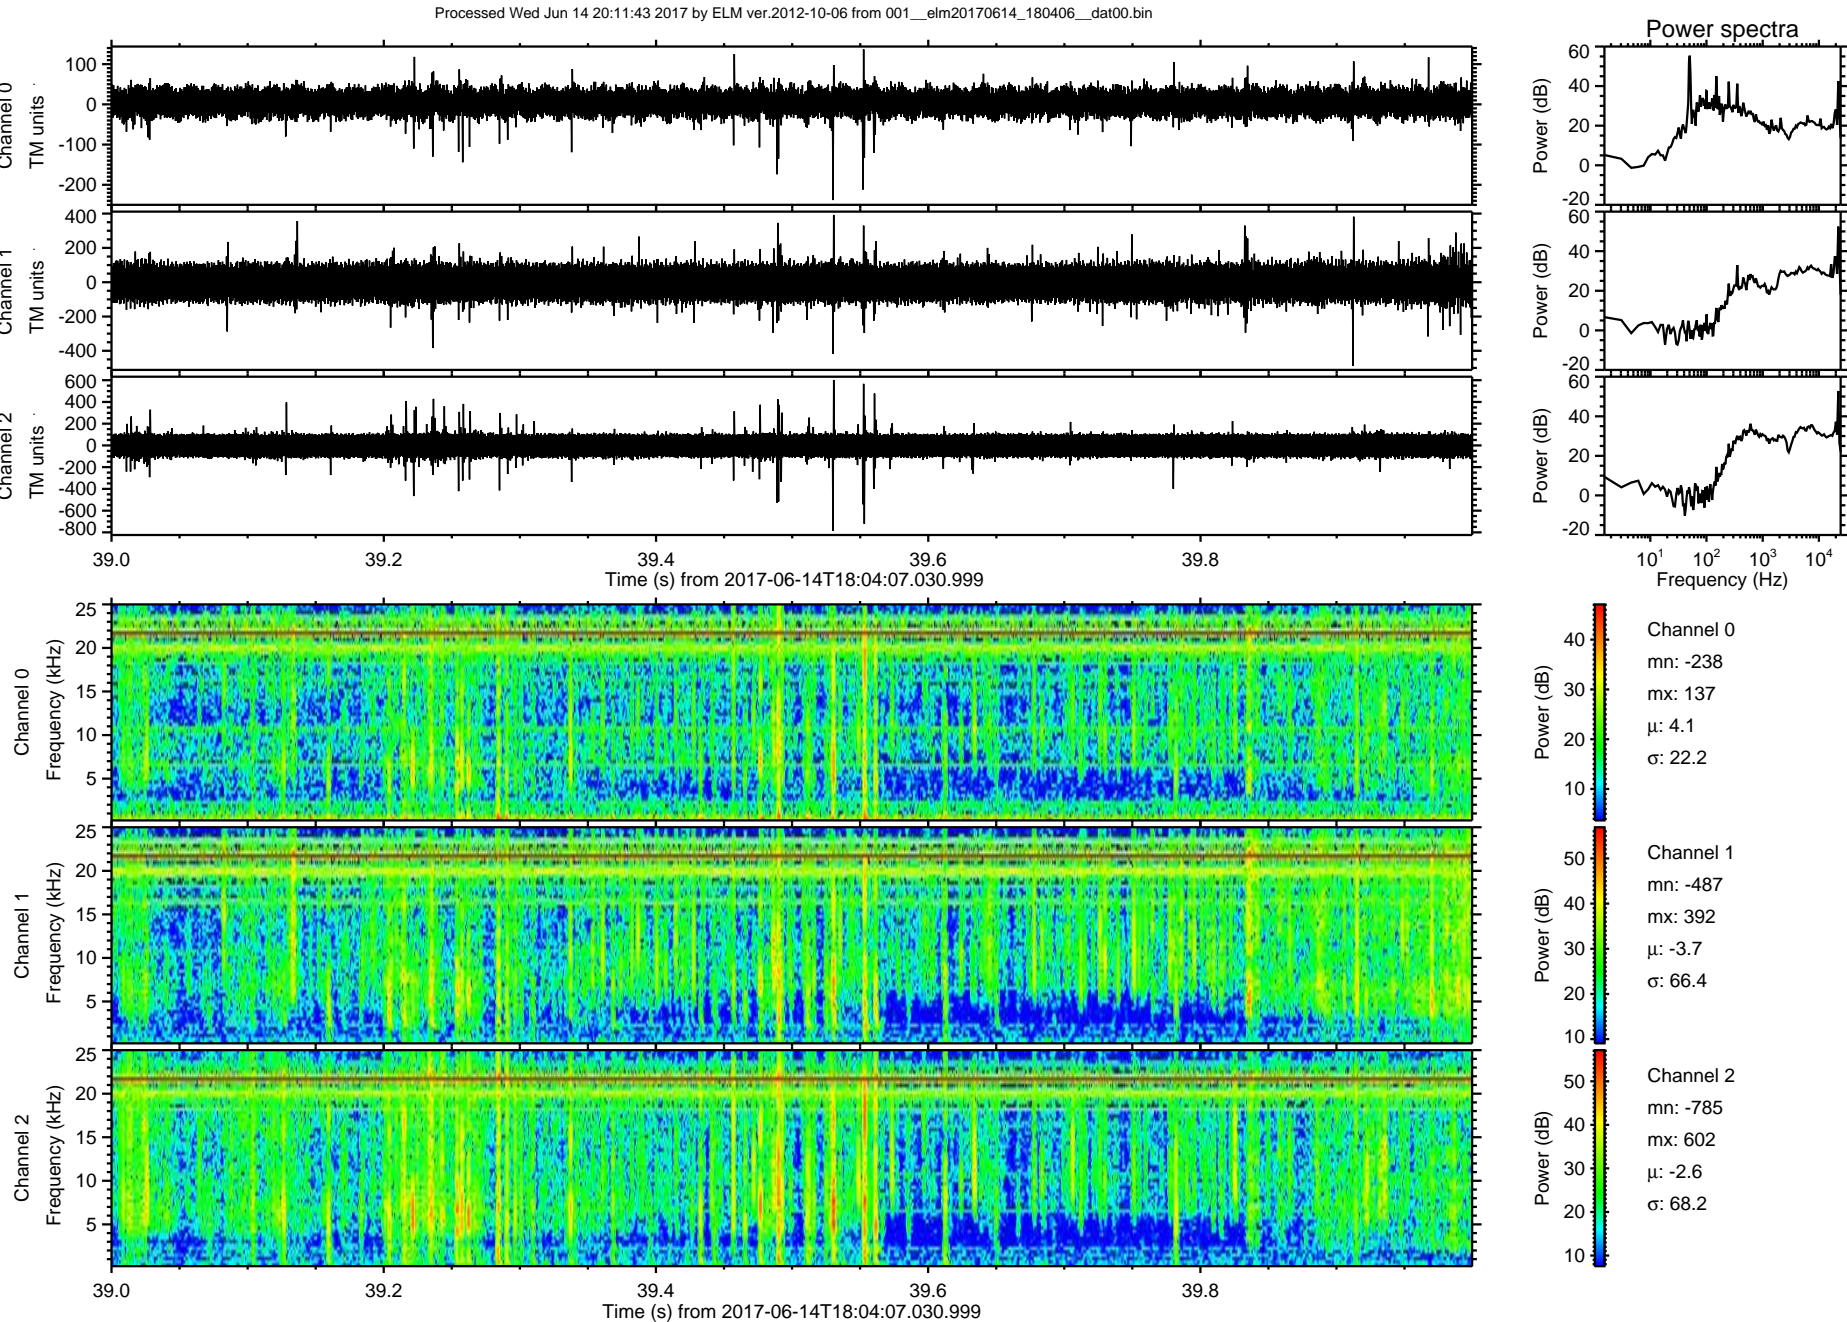 Processed Wed Jun 14 20:11:43 2017 by ELM ver.2012-10-06 from 001__elm20170614_180406__dat00.bin
Power spectra
Channel 0
TM units
100
0
-100
-200
Power (dB)
60
40
20
0
-20
Channel 1
TM units
400
200
0
-200
-400
Power (dB)
60
40
20
0
-20
Channel 2
TM units
600
400
200
0
-200
-400
-600
-800
Power (dB)
60
40
20
0
-20
39.0 39.2 39.4 39.6 39.8
Time (s) from 2017-06-14T18:04:07.030.999
10^1 10^2 10^3 10^4
Frequency (Hz)
Channel 0
Frequency (kHz)
25
20
15
10
5
Power (dB)
40
30
20
10
Channel 0
mn: -238
mx: 137
μ: 4.1
σ: 22.2
Channel 1
Frequency (kHz)
25
20
15
10
5
Power (dB)
50
40
30
20
10
Channel 1
mn: -487
mx: 392
μ: -3.7
σ: 66.4
Channel 2
Frequency (kHz)
25
20
15
10
5
Power (dB)
50
40
30
20
10
Channel 2
mn: -785
mx: 602
μ: -2.6
σ: 68.2
39.0 39.2 39.4 39.6 39.8
Time (s) from 2017-06-14T18:04:07.030.999